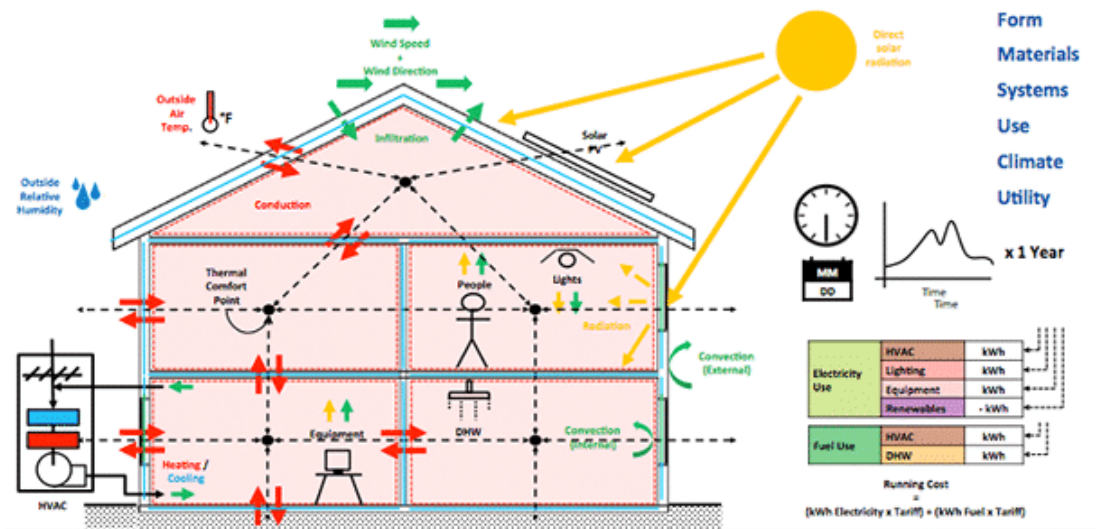 Wind Speed
+
Wind Direction
Direct
solar
radiation
Form
Materials
Systems
Use
Climate
Utility
Outside
Air
Temp.
°F
Infiltration
Solar
PV
Outside
Relative
Humidity
Conduction
Thermal
Comfort
Point
People
Lights
Radiation
MM
DD
x 1 Year
Time
Time
Convection
(External)
Equipment
DHW
Convection
(Internal)
Heating /
Cooling
HVAC
Electricity
Use
HVAC kWh
Lighting kWh
Equipment kWh
Renewables - kWh
Fuel Use
HVAC kWh
DHW kWh
Running Cost
=
(kWh Electricity x Tariff) + (kWh Fuel x Tariff)